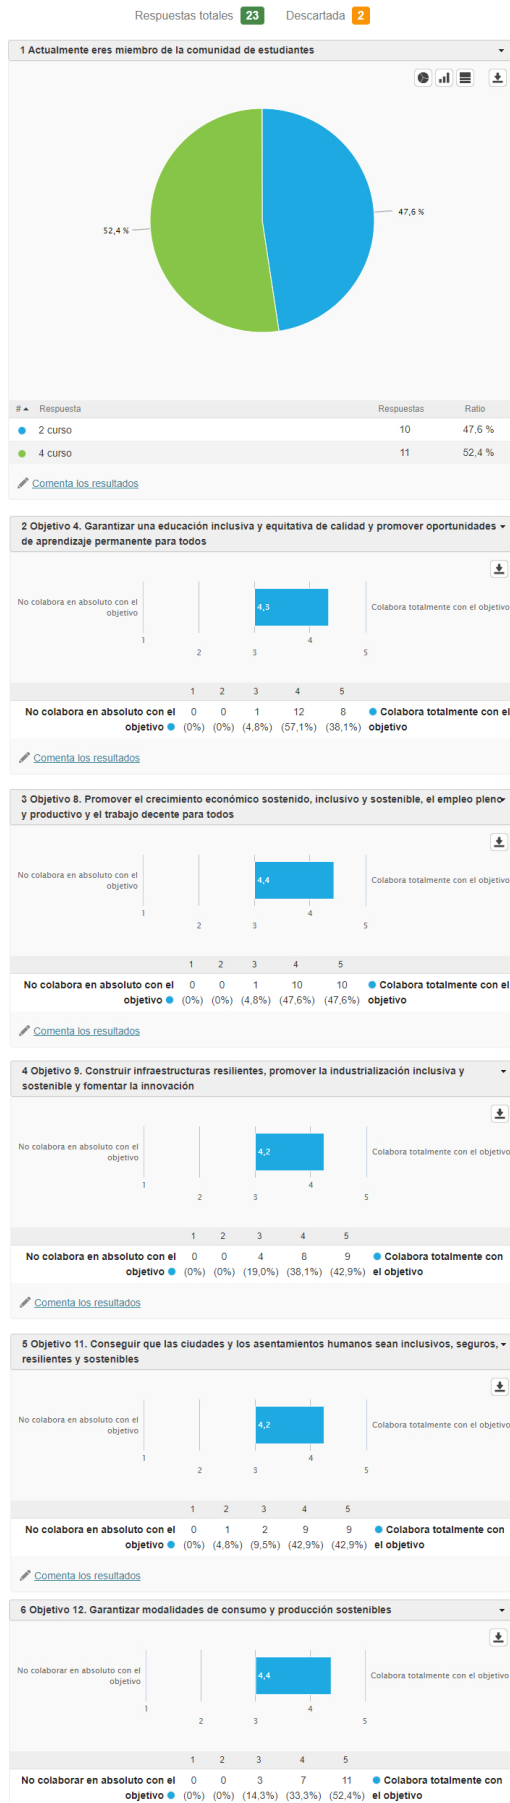 Respuestas totales 23 Descartada 2
1 Actualmente eres miembro de la comunidad de estudiantes
47,6 %
52,4 %
# Respuesta Respuestas Ratio
2 curso 10 47,6 %
4 curso 11 52,4 %
Comenta los resultados
2 Objetivo 4. Garantizar una educación inclusiva y equitativa de calidad y promover oportunidades
de aprendizaje permanente para todos
No colabora en absoluto con el
objetivo
4,3
Colabora totalmente con el objetivo
1 2 3 4 5
1 2 3 4 5
No colabora en absoluto con el 0 0 1 12 8 Colabora totalmente con el
objetivo (0%) (0%) (4,8%) (57,1%) (38,1%) objetivo
Comenta los resultados
3 Objetivo 8. Promover el crecimiento económico sostenido, inclusivo y sostenible, el empleo pleno
y productivo y el trabajo decente para todos
No colabora en absoluto con el
objetivo
4,4
Colabora totalmente con el objetivo
1 2 3 4 5
1 2 3 4 5
No colabora en absoluto con el 0 0 1 10 10 Colabora totalmente con el
objetivo (0%) (0%) (4,8%) (47,6%) (47,6%) objetivo
Comenta los resultados
4 Objetivo 9. Construir infraestructuras resilientes, promover la industrialización inclusiva y
sostenible y fomentar la innovación
No colabora en absoluto con el
objetivo
4,2
Colabora totalmente con el objetivo
1 2 3 4 5
1 2 3 4 5
No colabora en absoluto con el 0 0 4 8 9 Colabora totalmente con
objetivo (0%) (0%) (19,0%) (38,1%) (42,9%) el objetivo
Comenta los resultados
5 Objetivo 11. Conseguir que las ciudades y los asentamientos humanos sean inclusivos, seguros,
resilientes y sostenibles
No colabora en absoluto con el
objetivo
4,2
Colabora totalmente con el objetivo
1 2 3 4 5
1 2 3 4 5
No colabora en absoluto con el 0 1 2 9 9 Colabora totalmente con
objetivo (0%) (4,8%) (9,5%) (42,9%) (42,9%) el objetivo
Comenta los resultados
6 Objetivo 12. Garantizar modalidades de consumo y producción sostenibles
No colaborar en absoluto con el
objetivo
4,4
Colabora totalmente con el objetivo
1 2 3 4 5
1 2 3 4 5
No colaborar en absoluto con el 0 0 3 7 11 Colabora totalmente con
objetivo (0%) (0%) (14,3%) (33,3%) (52,4%) el objetivo